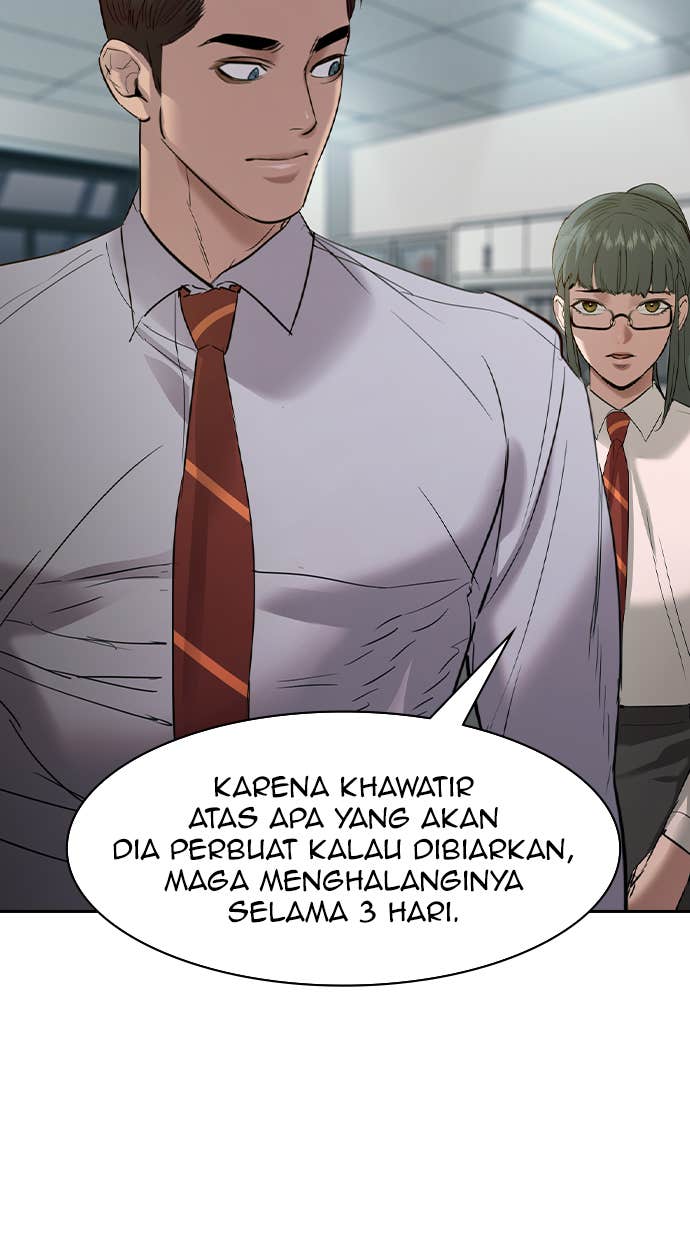 KARENA KHAWATIR
ATAS APA YANG AKAN
DIA PERBUAT KALAU DIBIARKAN,
MAGA MENGHALANGINYA
SELAMA 3 HARI.